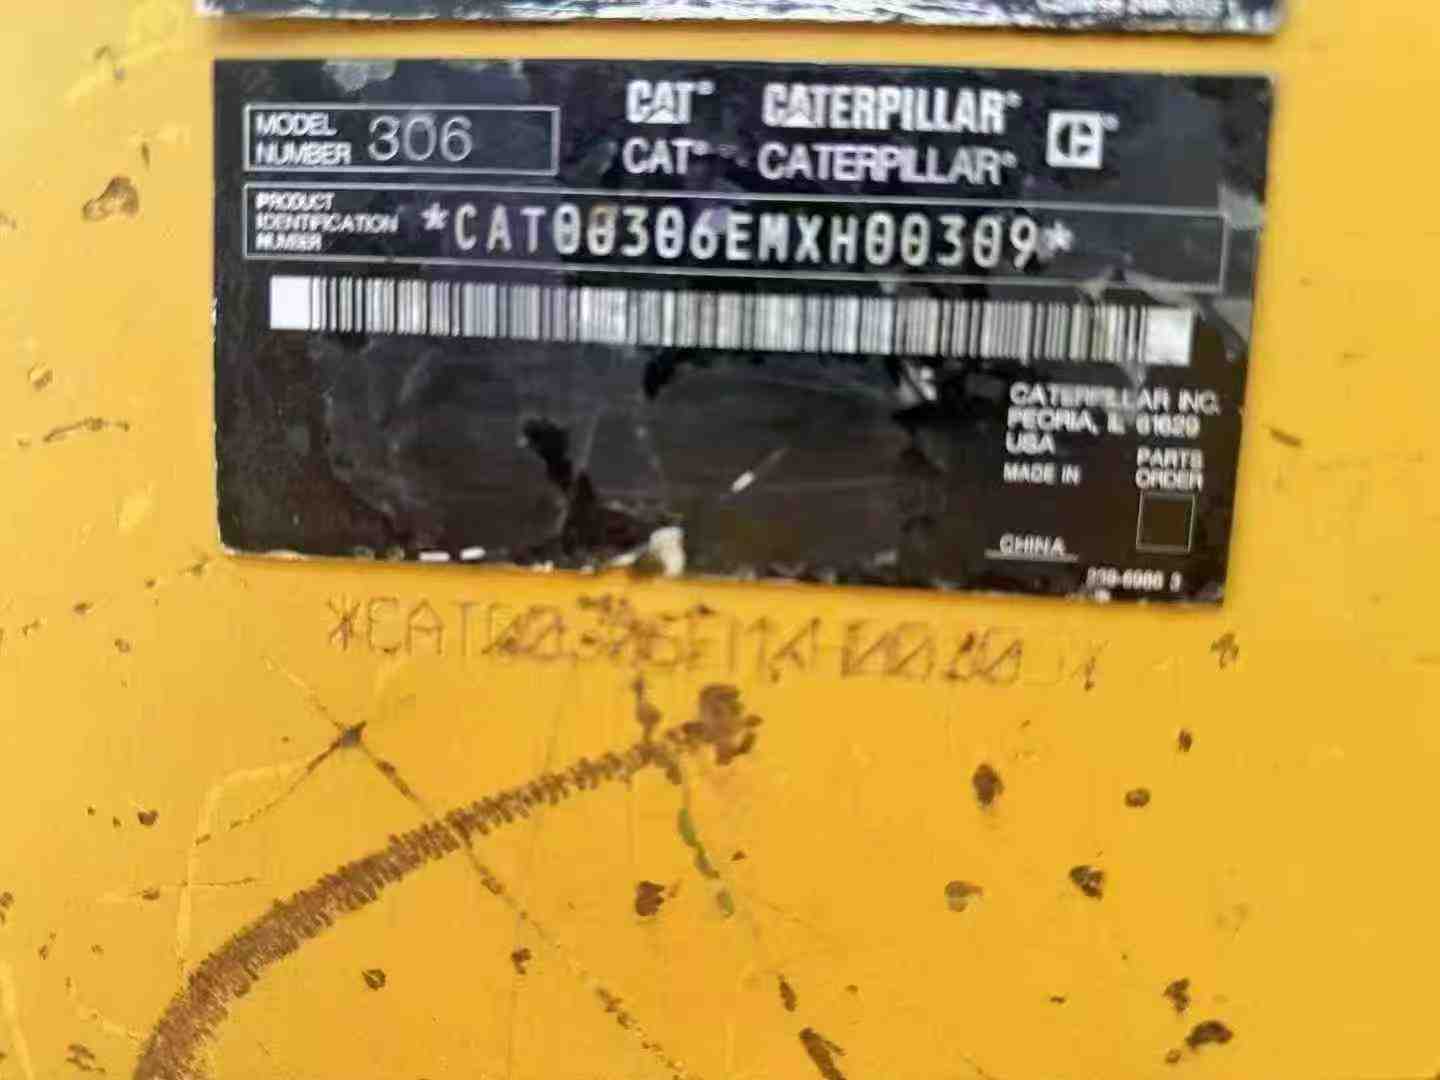 CAT® CATERPILLAR®
MODEL NUMBER 306
CAT® CATERPILLAR®
PRODUCT IDENTIFICATION NUMBER *CAT00306EMXH00309*
CATERPILLAR INC.
PEORIA, IL 61629
USA
MADE IN
PARTS ORDER
CHINA